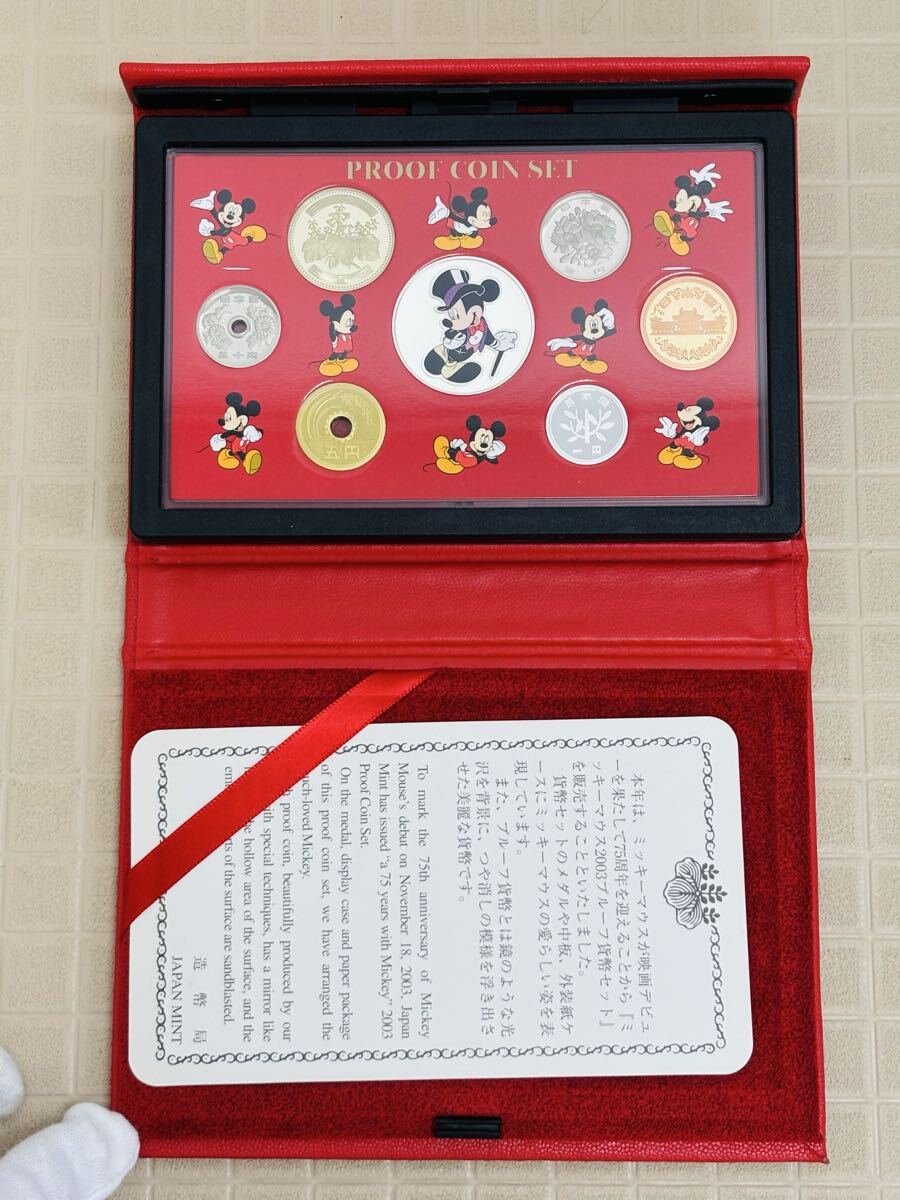 PROOF COIN SET
日本国
日本国
五十円
五円
日本国
本年は、ミッキーマウスが映画デビュ
ーを果たして75周年を迎えることから『ミ
ッキーマウス2003プルーフ貨幣セット』
を販売することといたしました。
貨幣セットのメダルや中板、外装紙ケ
ースにミッキーマウスの愛らしい姿を表
現しています。
また、プルーフ貨幣とは鏡のような光
沢を背景に、つや消しの模様を浮き出さ
せた美麗な貨幣です。
To mark the 75th anniversary of Mickey
Mouse's debut on November 18, 2003, Japan
Mint has issued "a 75 years with Mickey" 2003
Proof Coin Set.
On the medal, display case and paper package
of this proof coin set, we have arranged the
much-loved Mickey.
proof coin, beautifully produced by our
with special techniques, has a mirror like
hollow area of the surface, and the
parts of the surface are sandblasted.
造幣局
JAPAN MINT